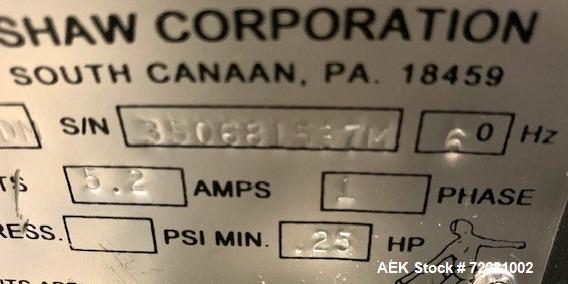 SHAW CORPORATION
SOUTH CANAAN, PA. 18459
S/N 60 Hz
5.2 AMPS 1 PHASE
PSI MIN. .25 HP
AEK Stock # 72281002